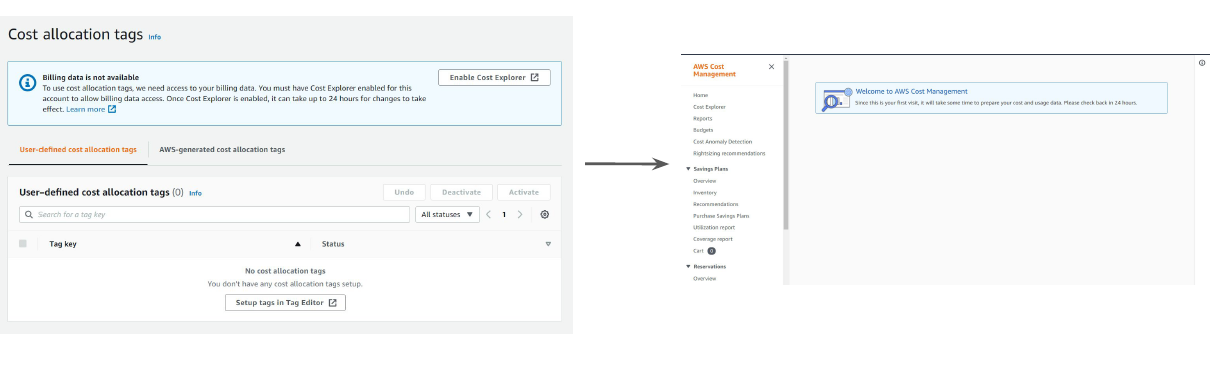 Cost allocation tags Info
Billing data is not available
Enable Cost Explorer
To use cost allocation tags, we need access to your billing data. You must have Cost Explorer enabled for this
account to allow billing data access. Once Cost Explorer is enabled, it can take up to 24 hours for changes to take
effect. Learn more
User-defined cost allocation tags
AWS-generated cost allocation tags
User-defined cost allocation tags (0) Info
Undo
Deactivate
Activate
Search for a tag key
All statuses
1
Tag key
Status
No cost allocation tags
You don't have any cost allocation tags setup.
Setup tags in Tag Editor
AWS Cost
Management
Home
Cost Explorer
Reports
Budgets
Cost Anomaly Detection
Rightsizing recommendations
Savings Plans
Overview
Inventory
Recommendations
Purchase Savings Plans
Utilization report
Coverage report
Cart 0
Reservations
Overview
Welcome to AWS Cost Management
Since this is your first visit, it will take some time to prepare your cost and usage data. Please check back in 24 hours.